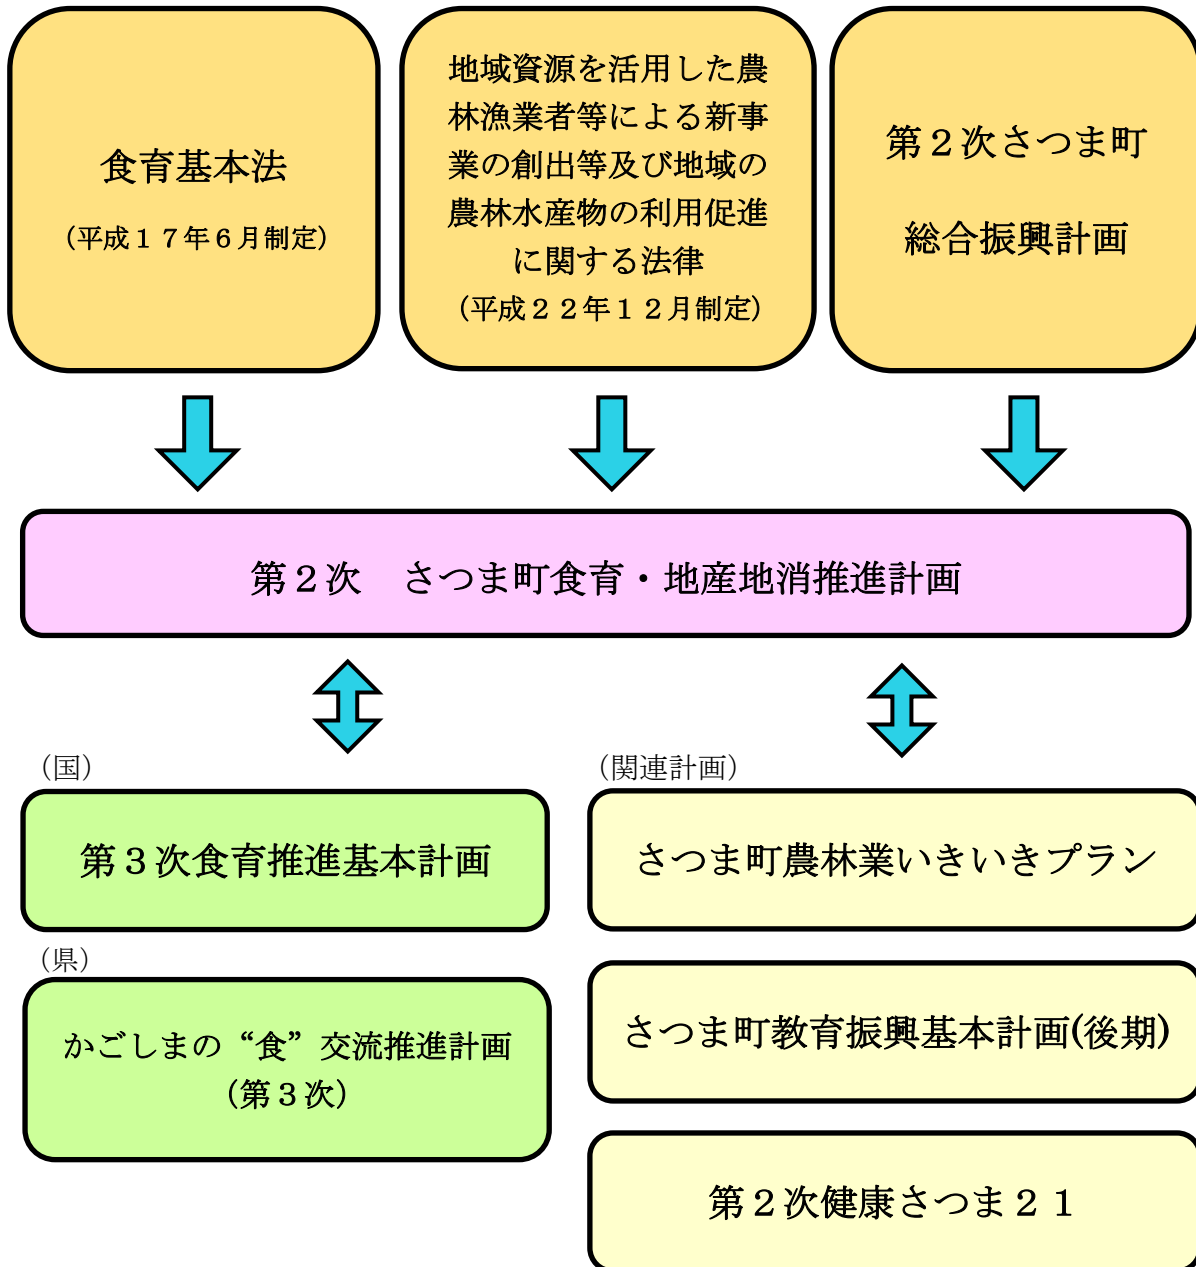 食育基本法
（平成１７年６月制定）
地域資源を活用した農
林漁業者等による新事
業の創出等及び地域の
農林水産物の利用促進
に関する法律
（平成２２年１２月制定）
第２次さつま町
総合振興計画
第２次　さつま町食育・地産地消推進計画
（国）
第３次食育推進基本計画
（県）
かごしまの“食”交流推進計画
（第３次）
（関連計画）
さつま町農林業いきいきプラン
さつま町教育振興基本計画(後期)
第２次健康さつま２１